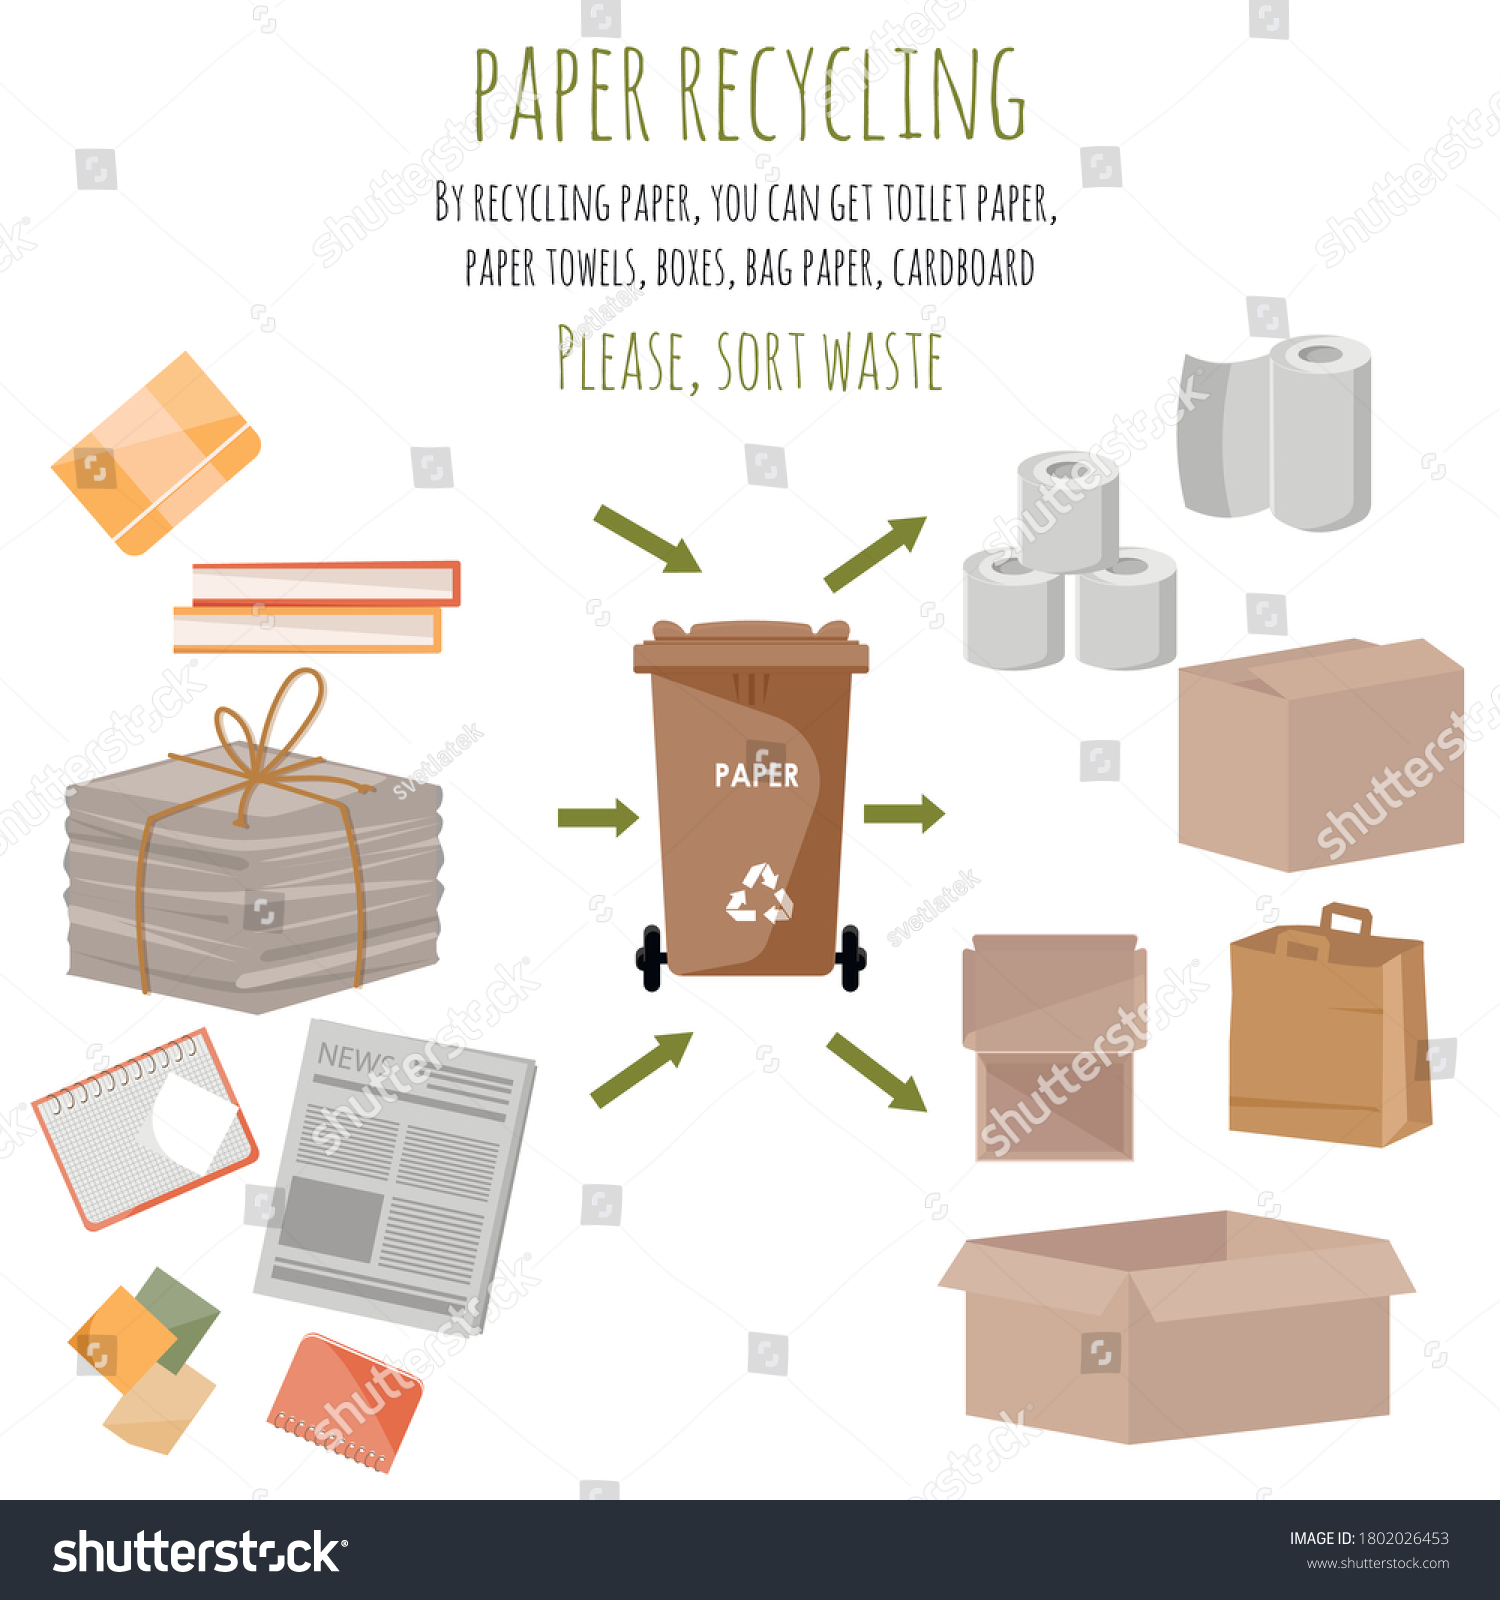 PAPER RECYCLING
BY RECYCLING PAPER, YOU CAN GET TOILET PAPER,
PAPER TOWELS, BOXES, BAG PAPER, CARDBOARD
PLEASE, SORT WASTE
PAPER
NEWS
shutterstock
svetlatek
IMAGE ID: 1802026453
www.shutterstock.com